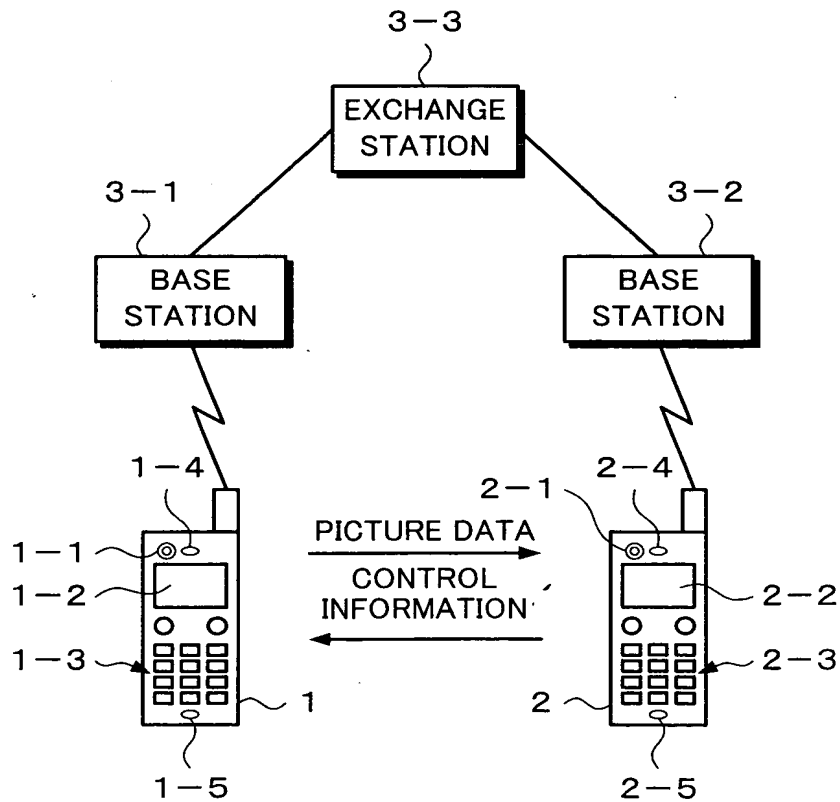 3-3
EXCHANGE
STATION
3-1
3-2
BASE
STATION
BASE
STATION
1-4
2-4
2-1
PICTURE DATA
1-1
CONTROL
INFORMATION
1-2
2-2
1-3
2-3
1
2
1-5
2-5